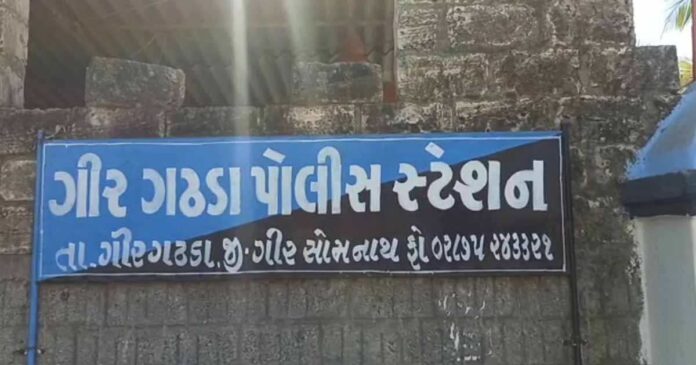 ગીર ગઢડા પોલીસ સ્ટેશન
તા..ગીરગઢડા.જી·ગીર સોમનાથ ફો ૦૨૮૭૫ ૨૪૩૩૨૧